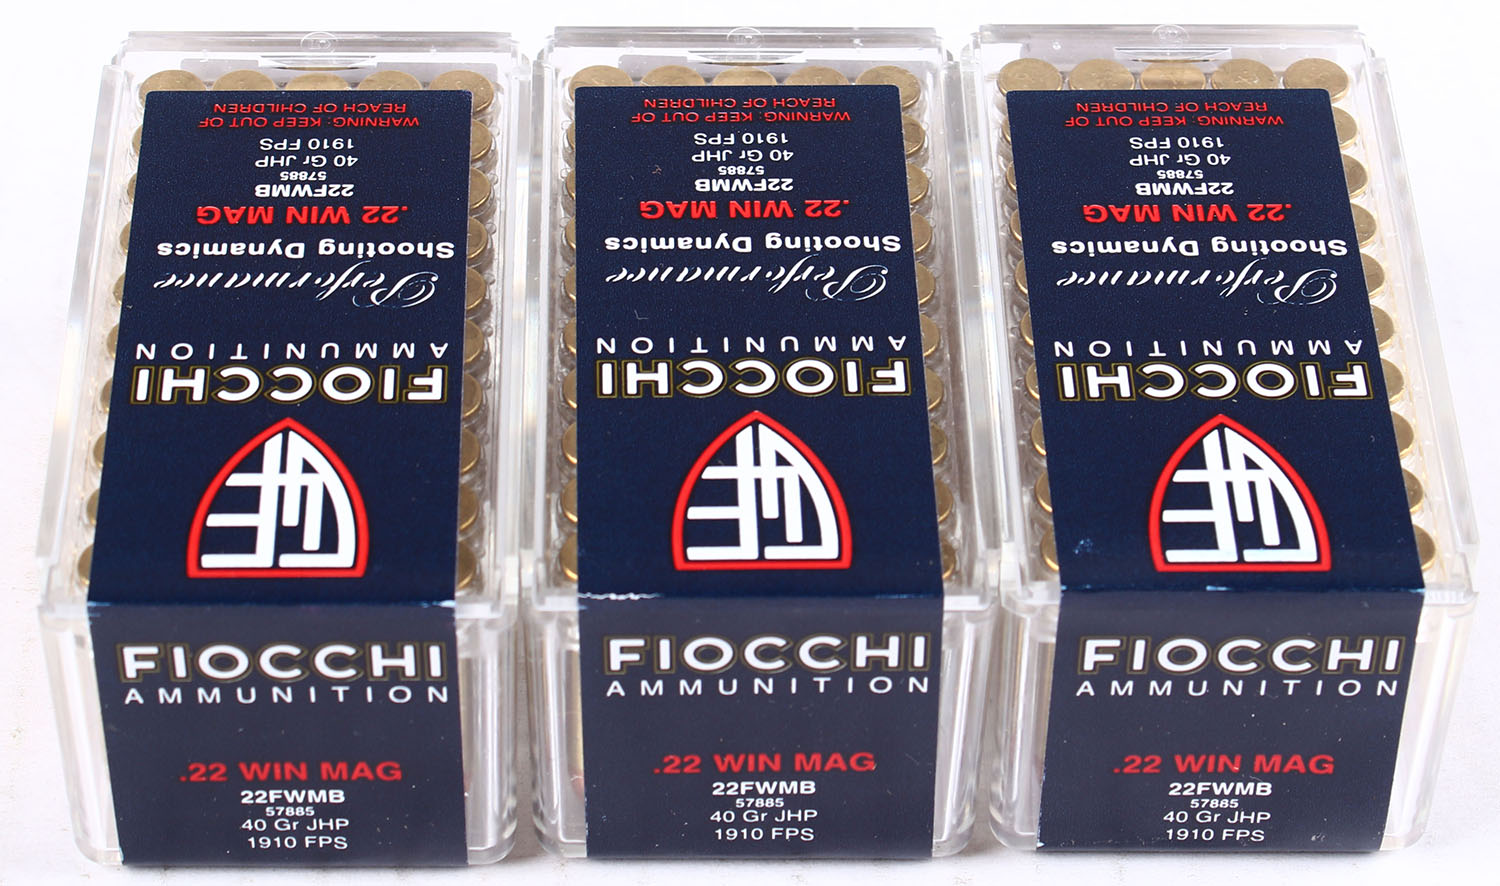 WARNING: KEEP OUT OF
REACH OF CHILDREN
1910 FPS
40 Gr JHP
57885
22FWMB
.22 WIN MAG
Shooting Dynamics
Performance
AMMUNITION
FIOCCHI
FIOCCHI
AMMUNITION
.22 WIN MAG
22FWMB
57885
40 Gr JHP
1910 FPS
WARNING: KEEP OUT OF
REACH OF CHILDREN
1910 FPS
40 Gr JHP
57885
22FWMB
.22 WIN MAG
Shooting Dynamics
Performance
AMMUNITION
FIOCCHI
FIOCCHI
AMMUNITION
.22 WIN MAG
22FWMB
57885
40 Gr JHP
1910 FPS
WARNING: KEEP OUT OF
REACH OF CHILDREN
1910 FPS
40 Gr JHP
57885
22FWMB
.22 WIN MAG
Shooting Dynamics
Performance
AMMUNITION
FIOCCHI
FIOCCHI
AMMUNITION
.22 WIN MAG
22FWMB
57885
40 Gr JHP
1910 FPS